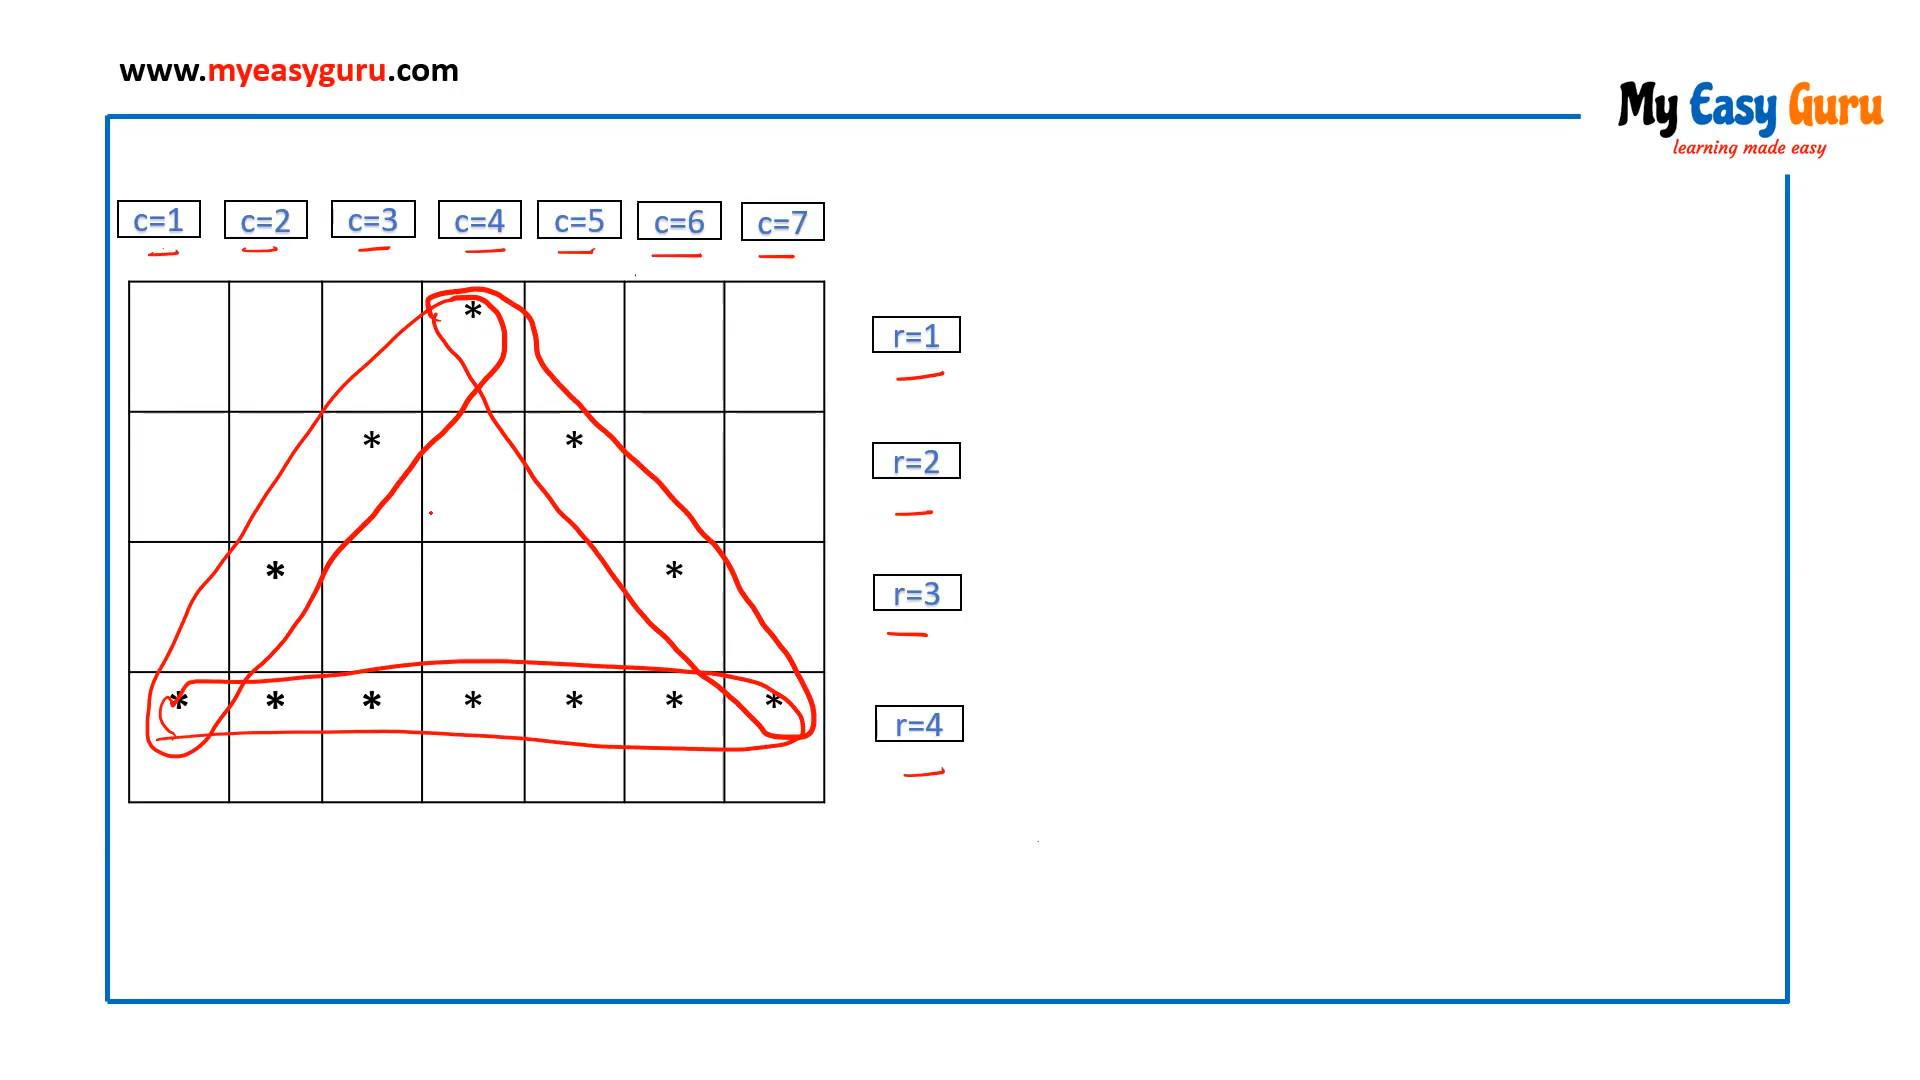 www.myeasyguru.com
My Easy Guru
learning made easy
c=1 c=2 c=3 c=4 c=5 c=6 c=7
*
r=1
* *
r=2
* *
r=3
* * * * * * *
r=4